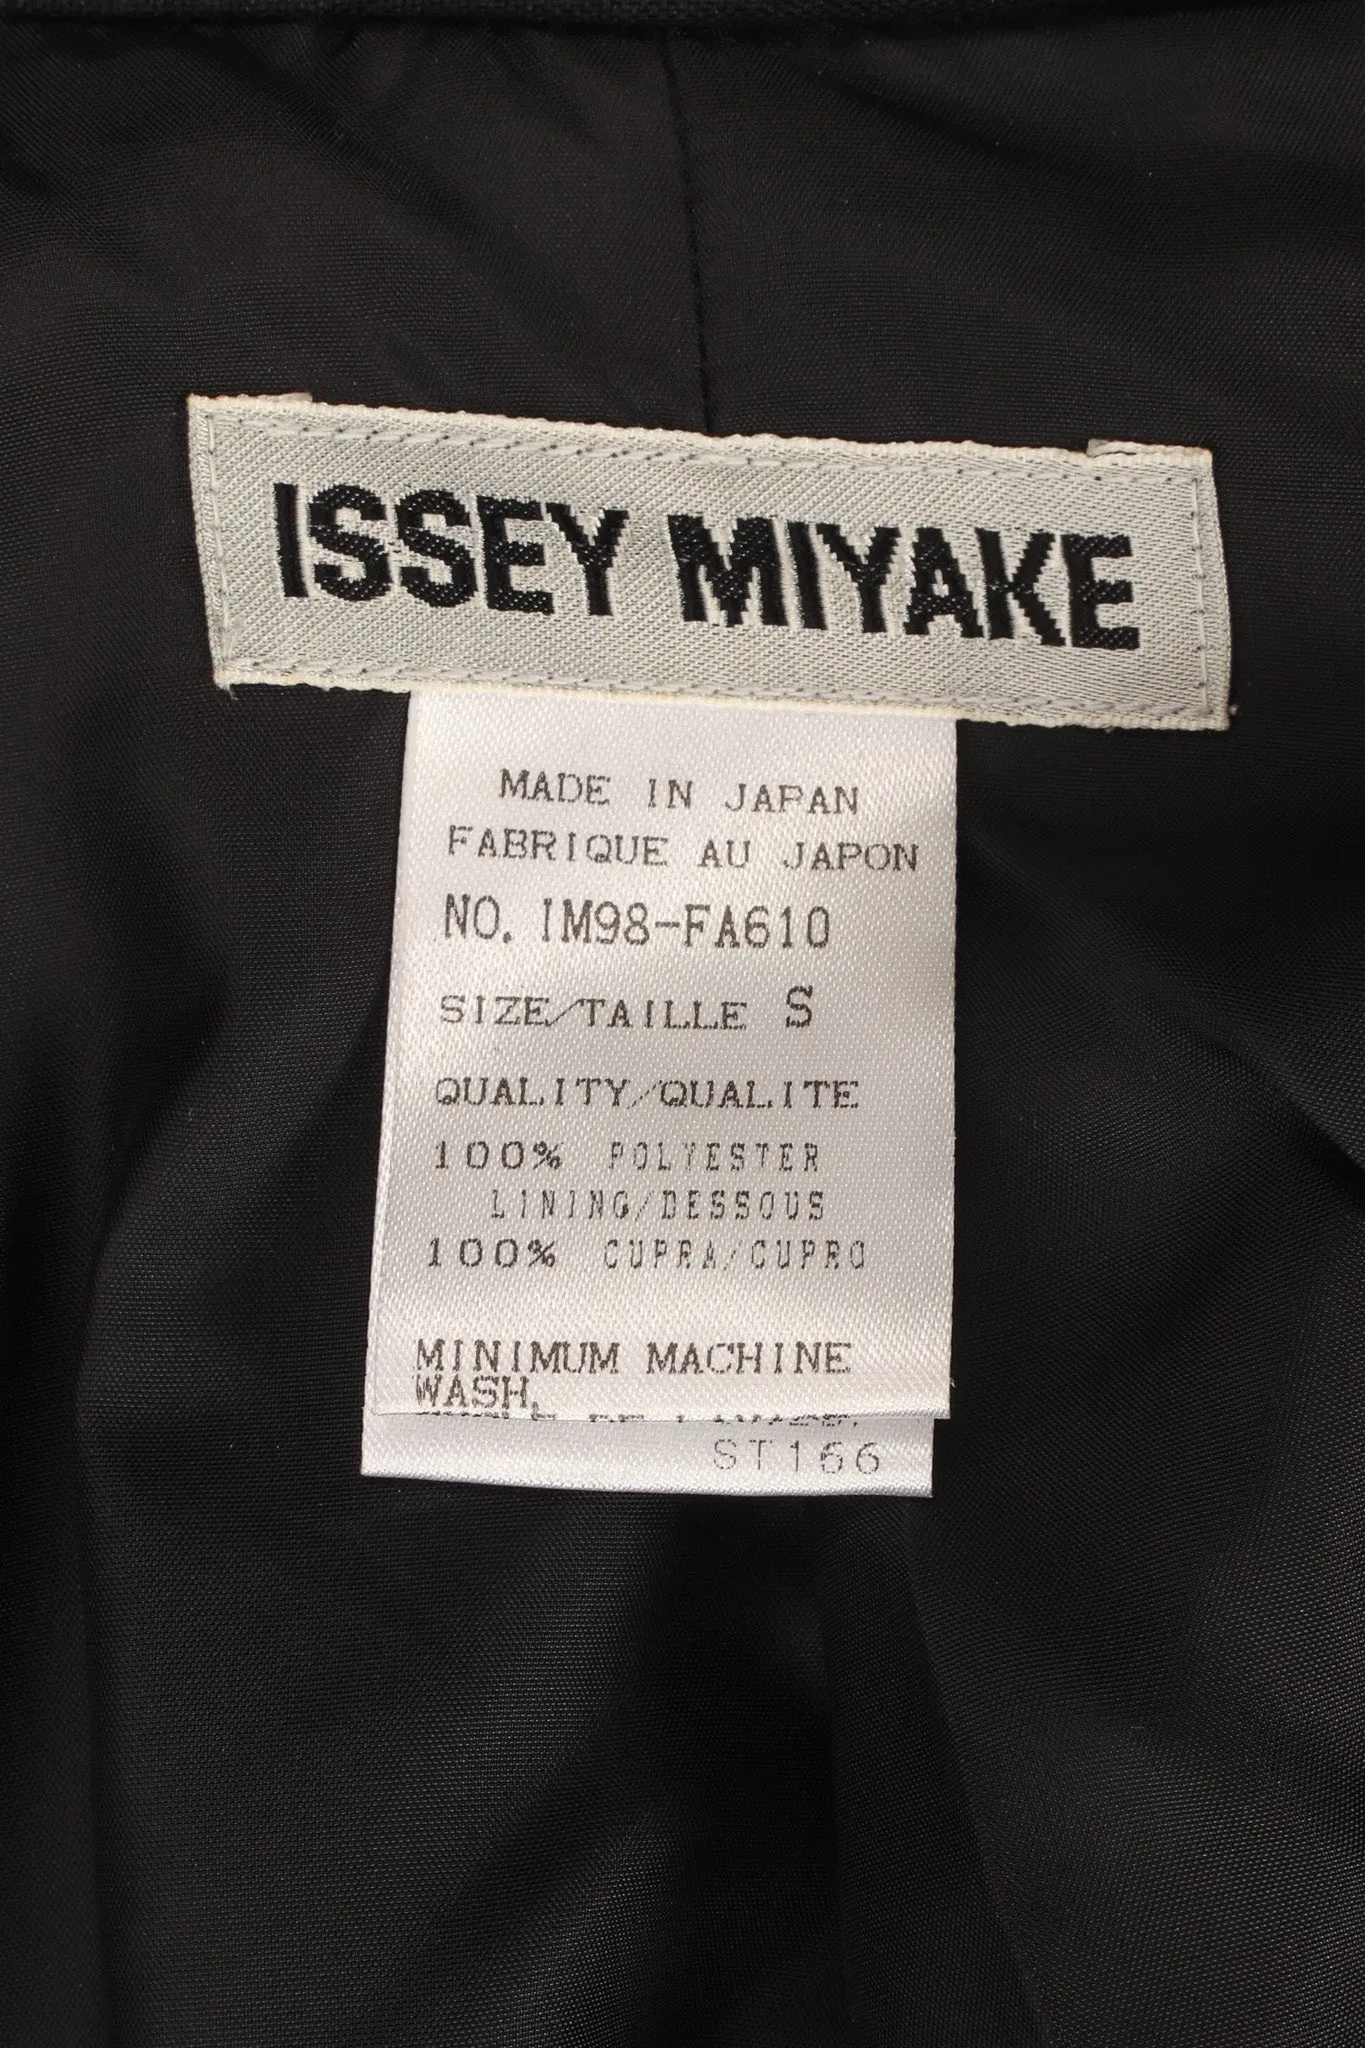 ISSEY MIYAKE
MADE IN JAPAN
FABRIQUE AU JAPON
NO. IM98-FA610
SIZE/TAILLE S
QUALITY/QUALITE
100% POLYESTER
LINING/DESSOUS
100% CUPRA/CUPRO
MINIMUM MACHINE
WASH,
ST166